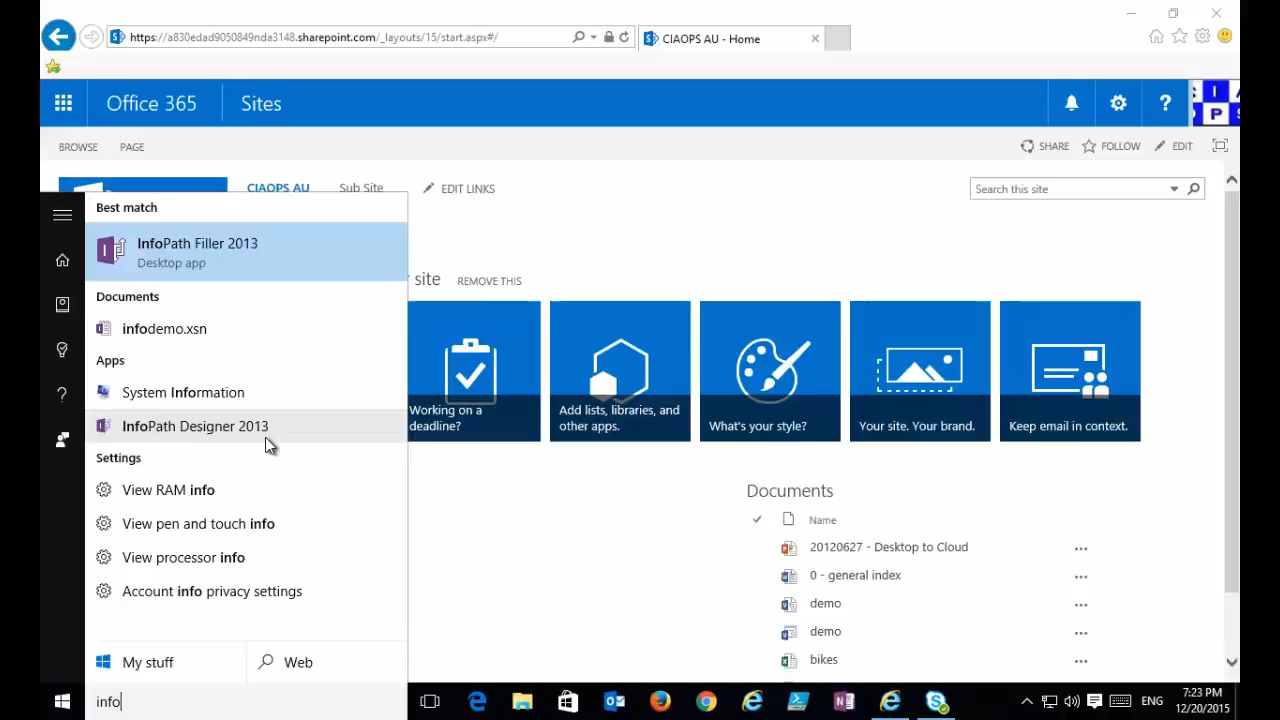 https://a830edad9050849nda3148.sharepoint.com/_layouts/15/start.aspx#/
CIAOPS AU - Home
Office 365
Sites
?
I
P
BROWSE
PAGE
SHARE
FOLLOW
EDIT
CIAOPS AU
Sub Site
EDIT LINKS
Search this site
site
REMOVE THIS
Working on a
deadline?
Add lists, libraries, and
other apps.
What's your style?
Your site. Your brand.
Keep email in context.
Documents
Name
20120627 - Desktop to Cloud
0 - general index
demo
demo
bikes
Best match
InfoPath Filler 2013
Desktop app
Documents
infodemo.xsn
Apps
System Information
InfoPath Designer 2013
Settings
View RAM info
View pen and touch info
View processor info
Account info privacy settings
My stuff
Web
info
ENG
7:23 PM
12/20/2015